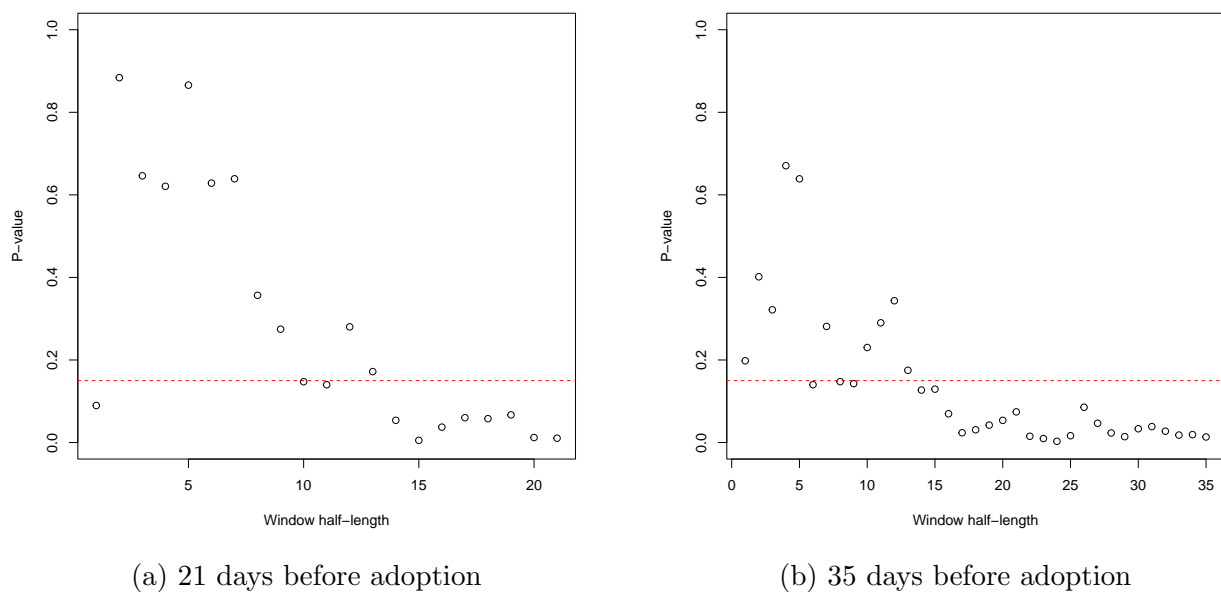 1.0
0.8
0.6
0.4
0.2
0.0
P−value
5 10 15 20
Window half−length
(a) 21 days before adoption
1.0
0.8
0.6
0.4
0.2
0.0
P−value
0 5 10 15 20 25 30 35
Window half−length
(b) 35 days before adoption